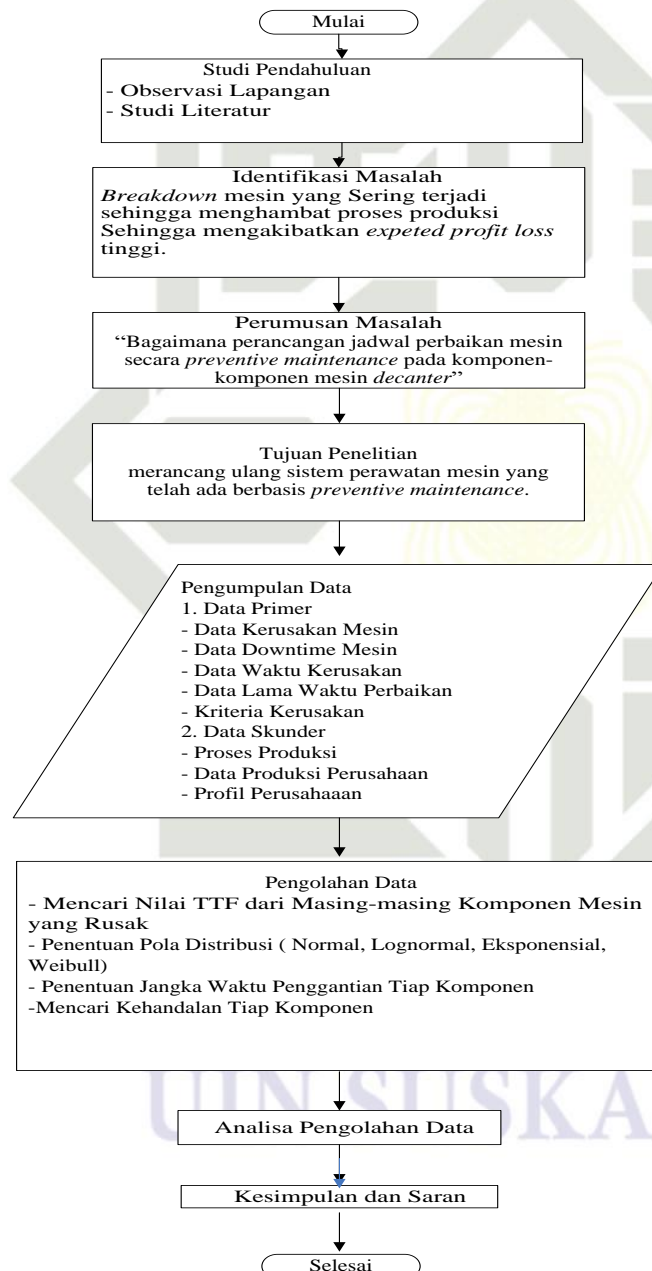 Mulai
Studi Pendahuluan
- Observasi Lapangan
- Studi Literatur
Identifikasi Masalah
Breakdown mesin yang Sering terjadi
sehingga menghambat proses produksi
Sehingga mengakibatkan expeted profit loss
tinggi.
Perumusan Masalah
“Bagaimana perancangan jadwal perbaikan mesin
secara preventive maintenance pada komponen-
komponen mesin decanter”
Tujuan Penelitian
merancang ulang sistem perawatan mesin yang
telah ada berbasis preventive maintenance.
Pengumpulan Data
1. Data Primer
- Data Kerusakan Mesin
- Data Downtime Mesin
- Data Waktu Kerusakan
- Data Lama Waktu Perbaikan
- Kriteria Kerusakan
2. Data Skunder
- Proses Produksi
- Data Produksi Perusahaan
- Profil Perusahaaan
Pengolahan Data
- Mencari Nilai TTF dari Masing-masing Komponen Mesin
yang Rusak
- Penentuan Pola Distribusi ( Normal, Lognormal, Eksponensial,
Weibull)
- Penentuan Jangka Waktu Penggantian Tiap Komponen
-Mencari Kehandalan Tiap Komponen
UIN SUSKA
Analisa Pengolahan Data
Kesimpulan dan Saran
Selesai